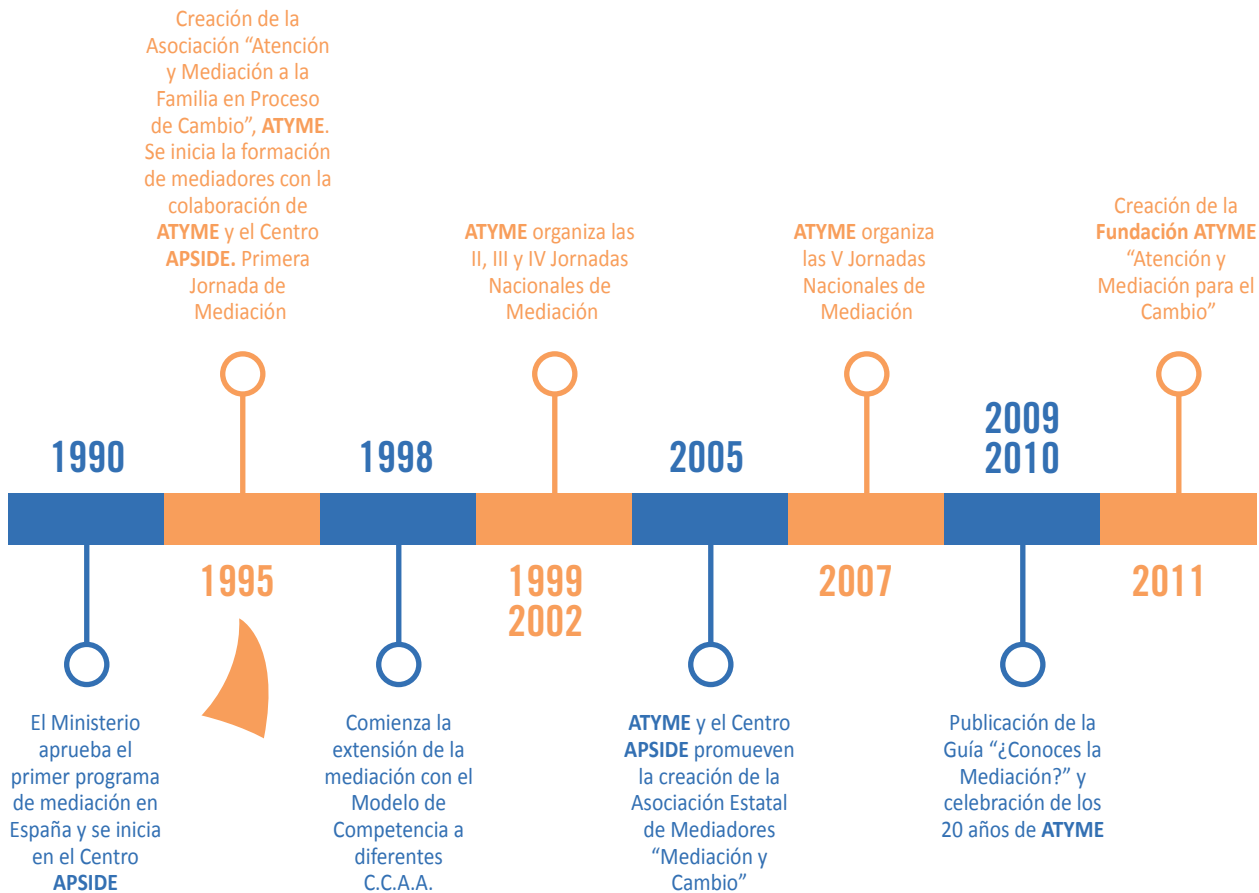 1990
El Ministerio
aprueba el
primer programa
de mediación en
España y se inicia
en el Centro
APSIDE
Creación de la
Asociación “Atención
y Mediación a la
Familia en Proceso
de Cambio”, ATYME.
Se inicia la formación
de mediadores con la
colaboración de
ATYME y el Centro
APSIDE. Primera
Jornada de
Mediación
1995
1998
Comienza la
extensión de la
mediación con el
Modelo de
Competencia a
diferentes
C.C.A.A.
ATYME organiza las
II, III y IV Jornadas
Nacionales de
Mediación
1999
2002
2005
ATYME y el Centro
APSIDE promueven
la creación de la
Asociación Estatal
de Mediadores
“Mediación y
Cambio”
ATYME organiza
las V Jornadas
Nacionales de
Mediación
2007
2009
2010
Publicación de la
Guía “¿Conoces la
Mediación?” y
celebración de los
20 años de ATYME
Creación de la
Fundación ATYME
“Atención y
Mediación para el
Cambio”
2011